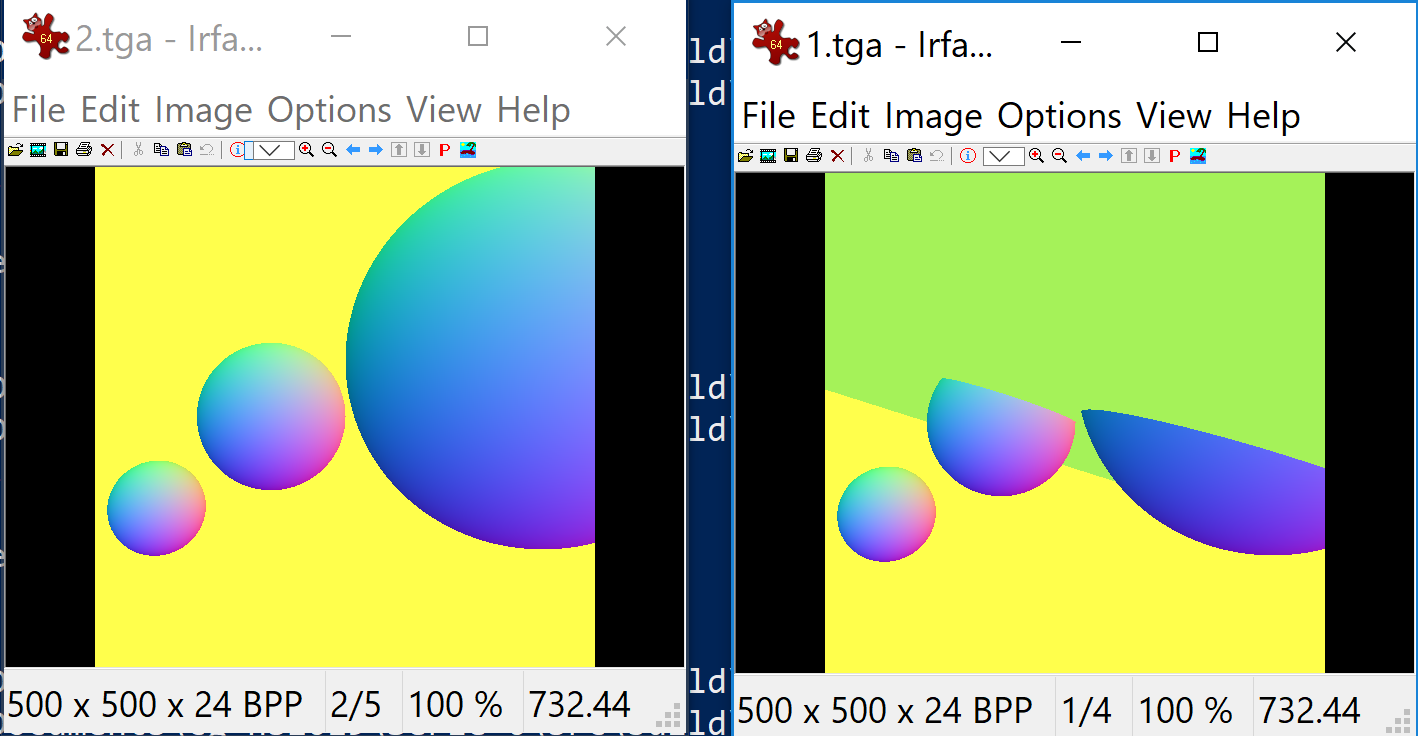 64 2.tga - Irfa...
File Edit Image Options View Help
P
500 x 500 x 24 BPP 2/5 100 % 732.44
64 1.tga - Irfa...
File Edit Image Options View Help
P
500 x 500 x 24 BPP 1/4 100 % 732.44
ld
ld
ld
ld
ld
ld